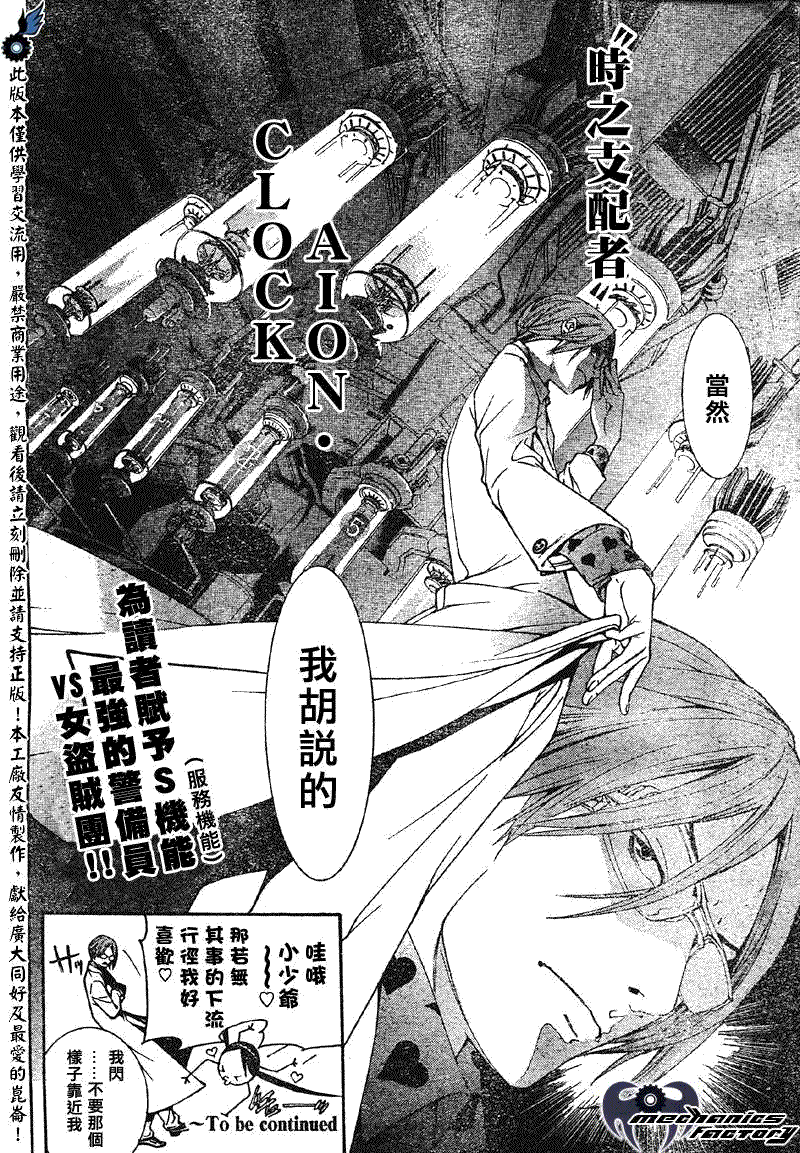 〝時之支配者〟
AION・
CLOCK
當然
我胡說的
為讀者賦予S機能
(服務機能)
最強的警備員
VS女盜賊團!!
哇哦
小少爺
~~♡
那若無
其事的下流
行徑我好
喜歡♡
我閃
……不要那個
樣子靠近我
~To be continued
此版本僅供學習交流用，嚴禁商業用途，觀看後請立刻刪除並請支持正版！本工廠友情製作，獻給廣大同好及最愛的崑崙！
mechanics
factory